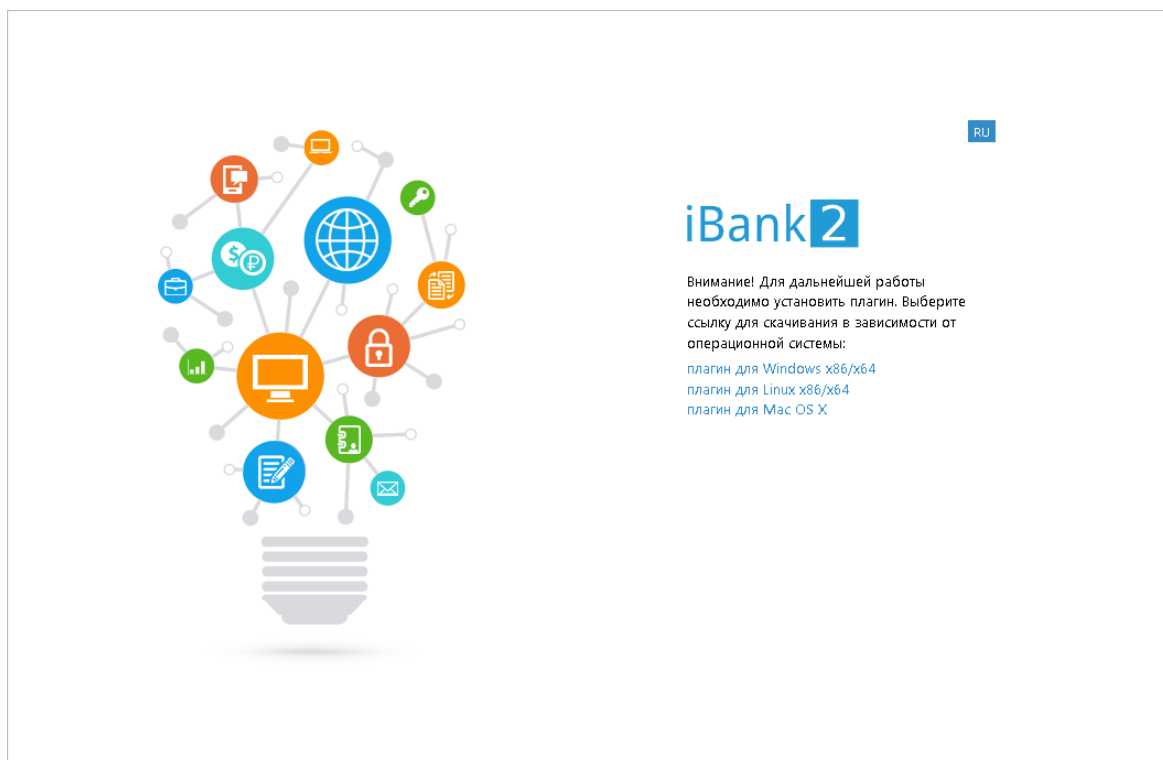 RU
iBank 2
Внимание! Для дальнейшей работы
необходимо установить плагин. Выберите
ссылку для скачивания в зависимости от
операционной системы:
плагин для Windows x86/x64
плагин для Linux x86/x64
плагин для Mac OS X
$
₽